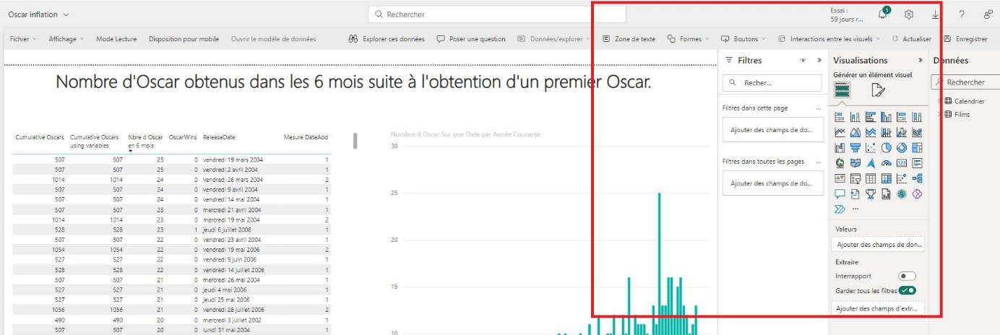 Oscar inflation
Rechercher
Essai :
59 jours r...
1
Fichier
Affichage
Mode Lecture
Disposition pour mobile
Ouvrir le modèle de données
Explorer ces données
Poser une question
Données/explorer
Zone de texte
Formes
Boutons
Interactions entre les visuels
Actualiser
Enregistrer
Nombre d'Oscar obtenus dans les 6 mois suite à l'obtention d'un premier Oscar.
Cumulative Oscars Cumulative Oscars using variables Nbre d Oscar en 6 mois OscarWins ReleaseDate Mesure DateAdd
507 507 25 0 vendredi 19 mars 2004 1
507 507 25 0 vendredi 2 avril 2004 1
1014 1014 24 0 vendredi 26 mars 2004 2
507 507 24 0 vendredi 9 avril 2004 1
507 507 24 0 vendredi 14 mai 2004 1
507 507 23 0 mercredi 21 avril 2004 1
1014 1014 23 0 mercredi 19 mai 2004 2
528 528 23 1 jeudi 6 juillet 2006 1
507 507 22 0 vendredi 23 avril 2004 1
1054 1054 22 0 vendredi 19 mai 2006 2
527 527 22 0 vendredi 9 juin 2006 1
528 528 22 0 vendredi 14 juillet 2006 1
507 507 21 0 mercredi 26 mai 2004 1
527 527 21 0 jeudi 4 mai 2006 1
527 527 21 0 jeudi 25 mai 2006 1
1056 1056 21 0 vendredi 28 juillet 2006 2
490 490 20 0 mercredi 3 juillet 2002 1
507 507 20 0 lundi 31 mai 2004 1
Nombre d Oscar Sur une Date par Année Courante
30
25
20
15
10
Filtres
Recher...
Filtres dans cette page ...
Ajouter des champs de do...
Filtres dans toutes les pages ...
Ajouter des champs de do...
Visualisations
Générer un élément visuel
123
...
Valeurs
Ajouter des champs de don...
Extraire
Interrapport
Garder tous les filtres
Ajouter des champs d'extr...
Données
Rechercher
Calendrier
Films